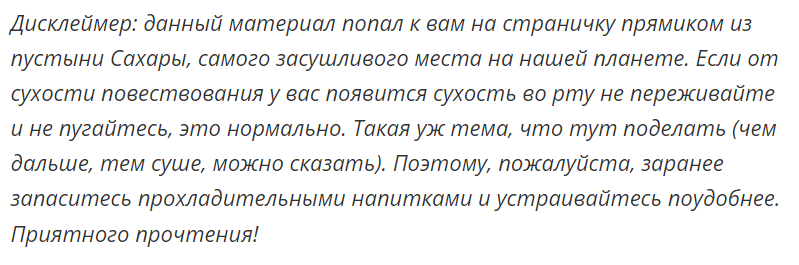 Дисклеймер: данный материал попал к вам на страничку прямиком из
пустыни Сахары, самого засушливого места на нашей планете. Если от
сухости повествования у вас появится сухость во рту не переживайте
и не пугайтесь, это нормально. Такая уж тема, что тут поделать (чем
дальше, тем суше, можно сказать). Поэтому, пожалуйста, заранее
запаситесь прохладительными напитками и устраивайтесь поудобнее.
Приятного прочтения!